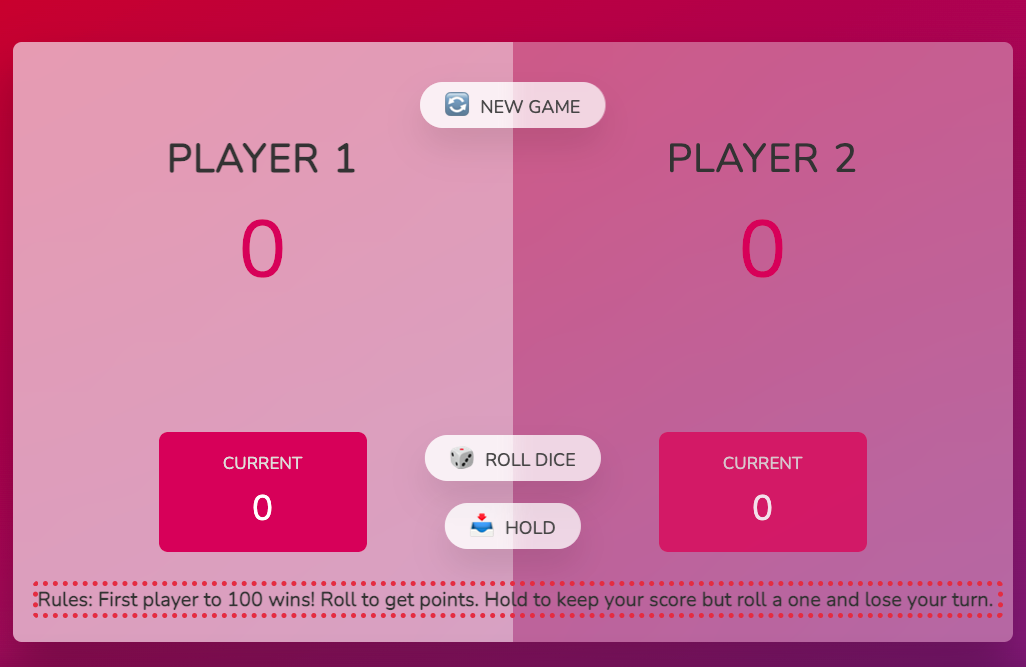 NEW GAME
PLAYER 1
PLAYER 2
0
0
CURRENT
0
ROLL DICE
CURRENT
0
HOLD
Rules: First player to 100 wins! Roll to get points. Hold to keep your score but roll a one and lose your turn.